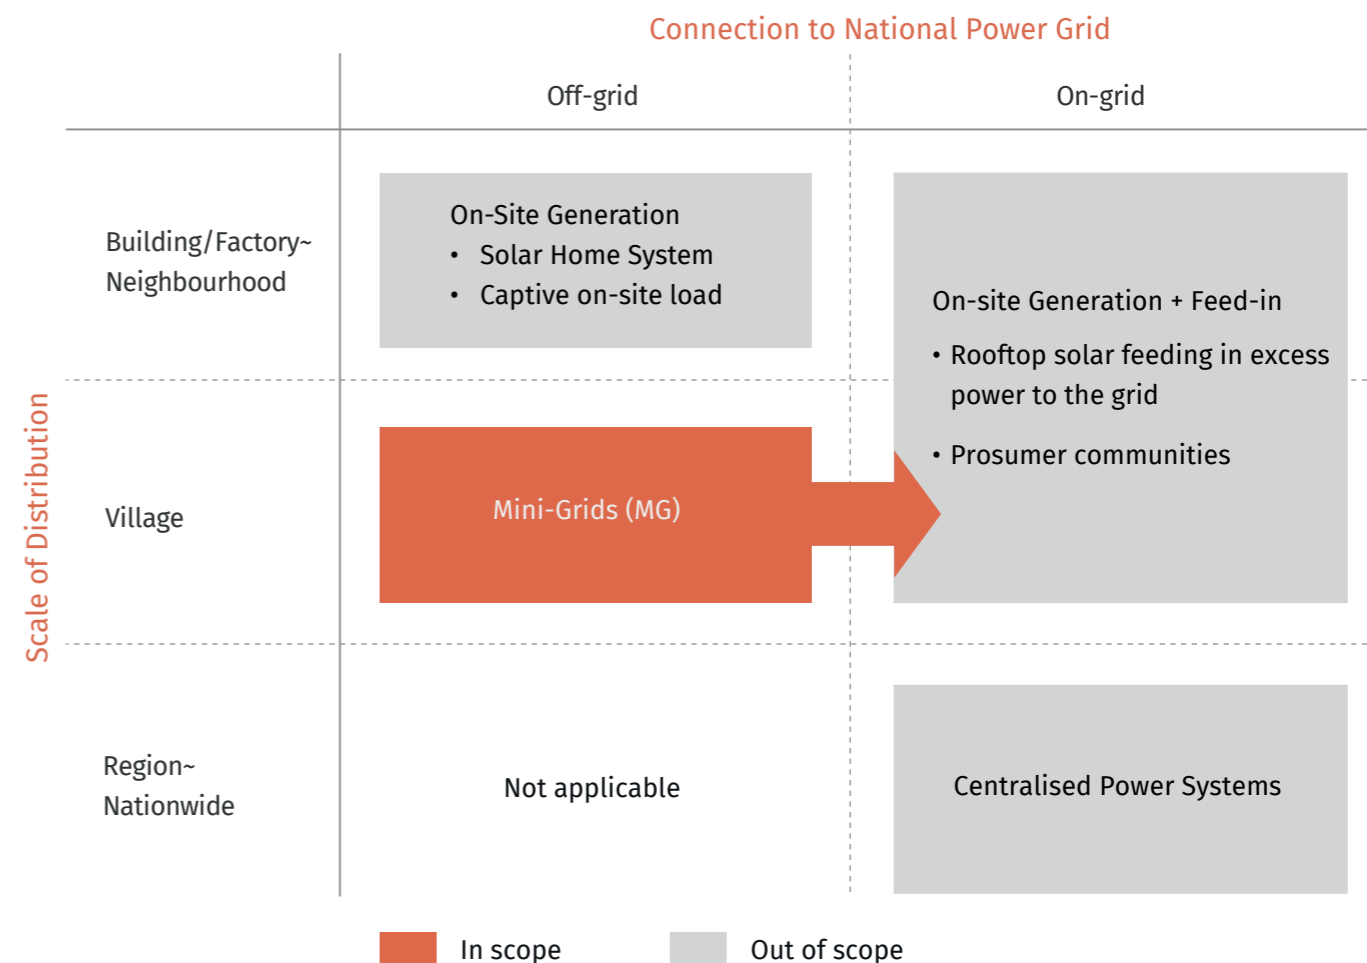 Connection to National Power Grid
Off-grid
On-grid
Scale of Distribution
Building/Factory~
Neighbourhood
On-Site Generation
• Solar Home System
• Captive on-site load
On-site Generation + Feed-in
• Rooftop solar feeding in excess
power to the grid
• Prosumer communities
Village
Mini-Grids (MG)
Region~
Nationwide
Not applicable
Centralised Power Systems
In scope
Out of scope